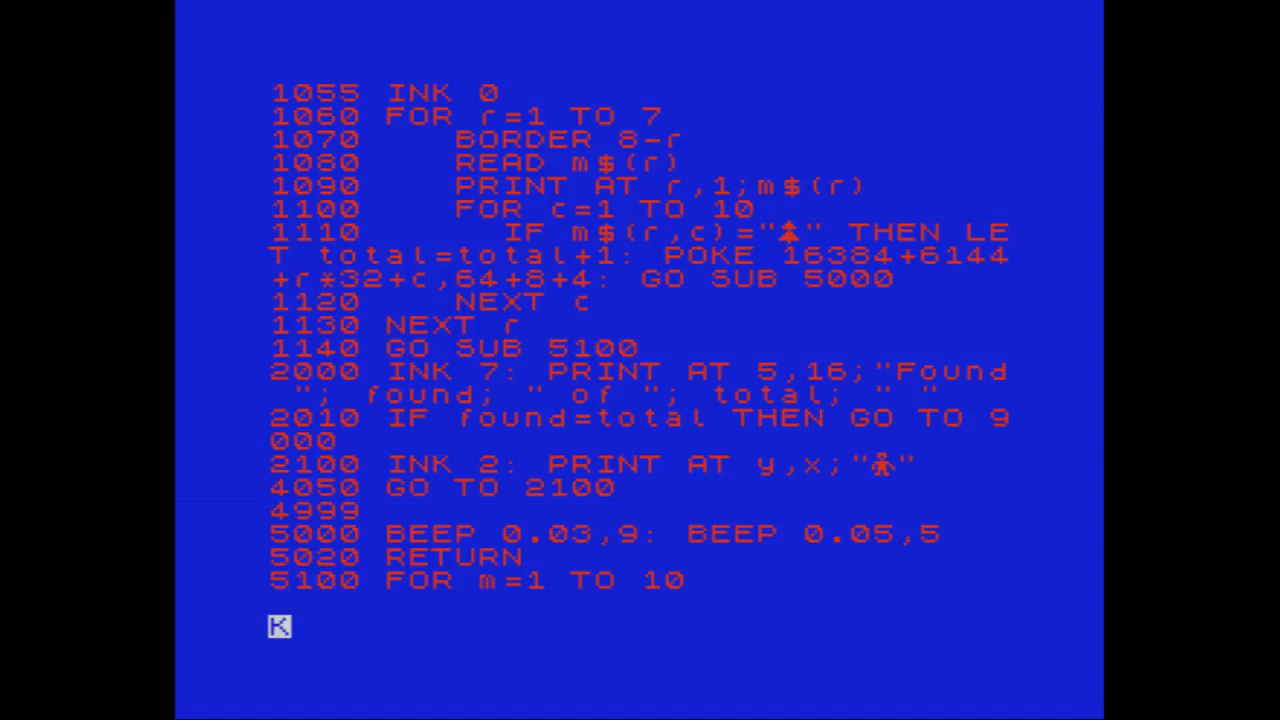 1055 INK 0
1060 FOR r=1 TO 7
1070 BORDER 8-r
1080 READ m$(r)
1090 PRINT AT r,1;m$(r)
1100 FOR c=1 TO 10
1110 IF m$(r,c)="" THEN LE
T total=total+1: POKE 16384+6144
+r*32+c,64+8+4: GO SUB 5000
1120 NEXT c
1130 NEXT r
1140 GO SUB 5100
2000 INK 7: PRINT AT 5,16;"Found
"; found; " of "; total; " "
2010 IF found=total THEN GO TO 9
000
2100 INK 2: PRINT AT y,x;""
4050 GO TO 2100
4999
5000 BEEP 0.03,9: BEEP 0.05,5
5020 RETURN
5100 FOR m=1 TO 10
K